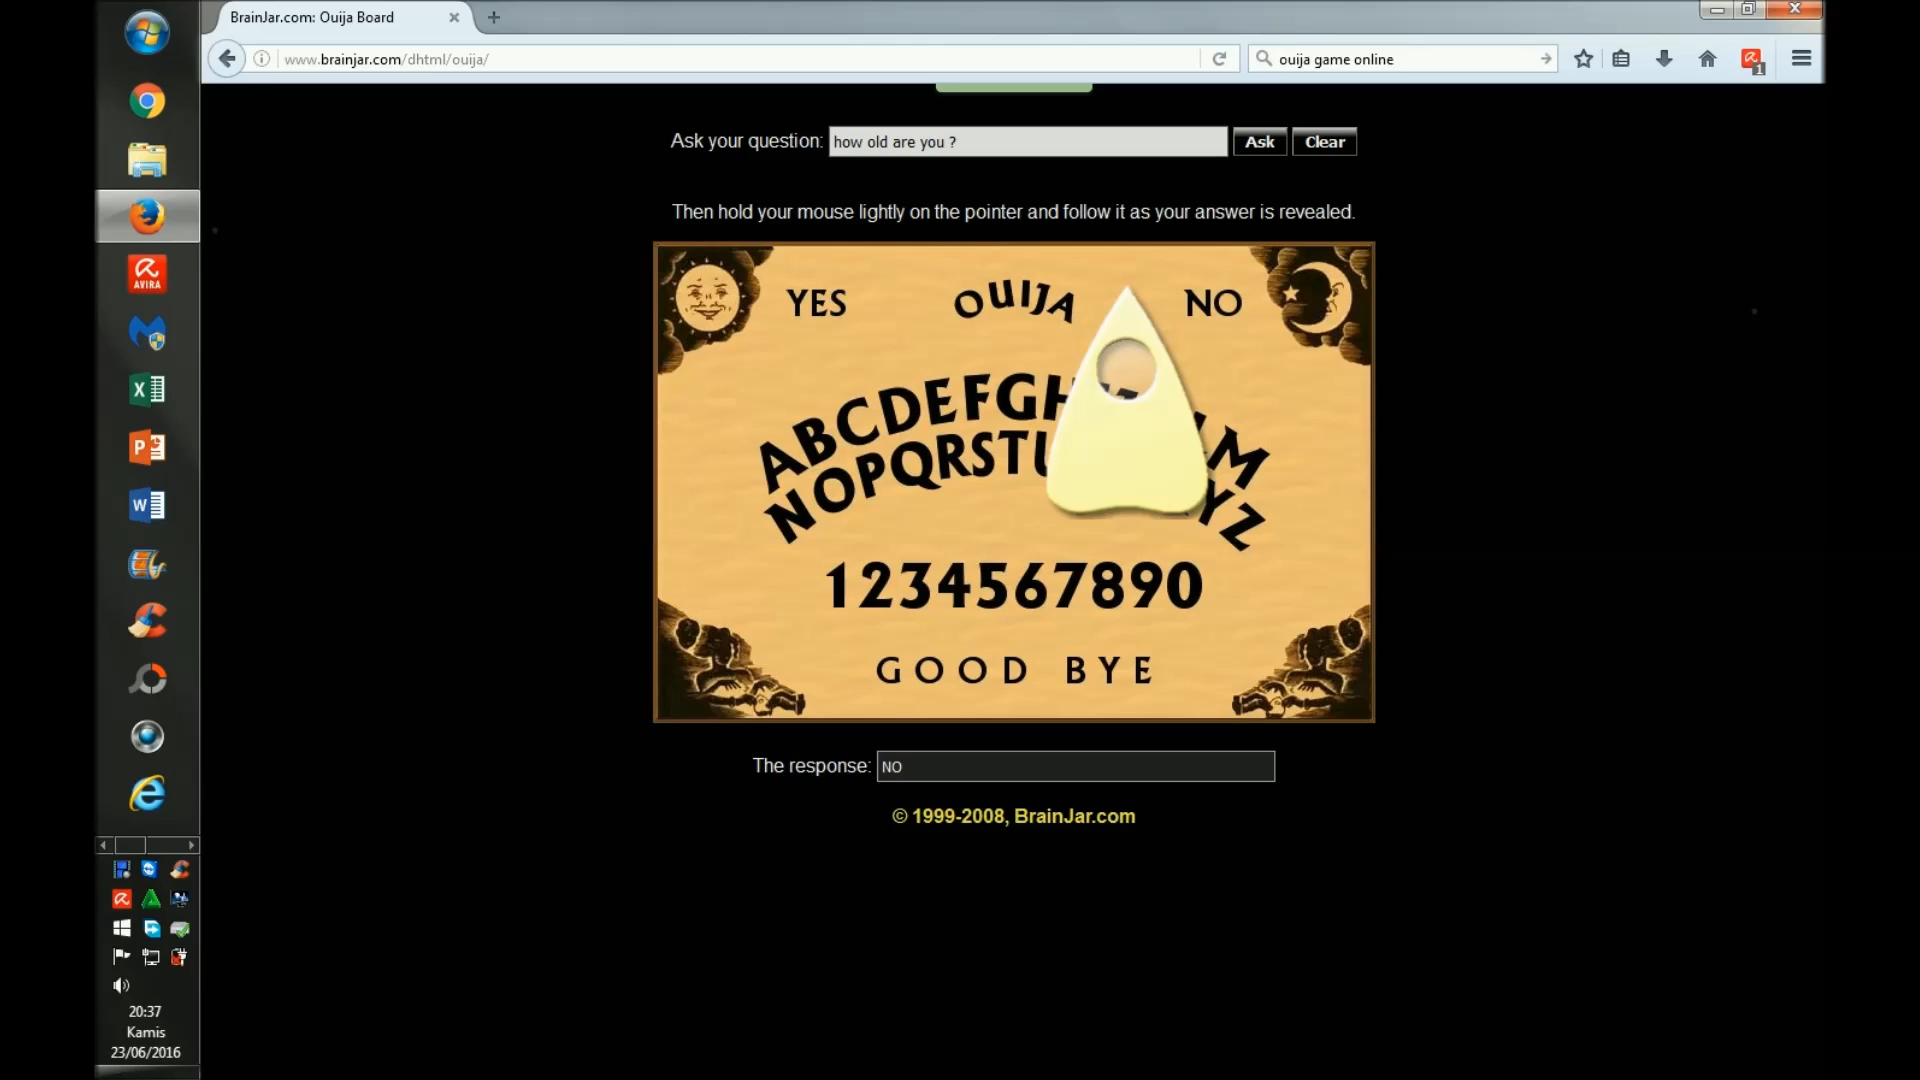 BrainJar.com: Ouija Board
www.brainjar.com/dhtml/ouija/
ouija game online
1
Ask your question: how old are you ? Ask Clear
Then hold your mouse lightly on the pointer and follow it as your answer is revealed.
YES OUIJA NO
ABCDEFGH M
NOPQRSTU YZ
1234567890
GOOD BYE
The response: NO
© 1999-2008, BrainJar.com
AVIRA
20:37
Kamis
23/06/2016